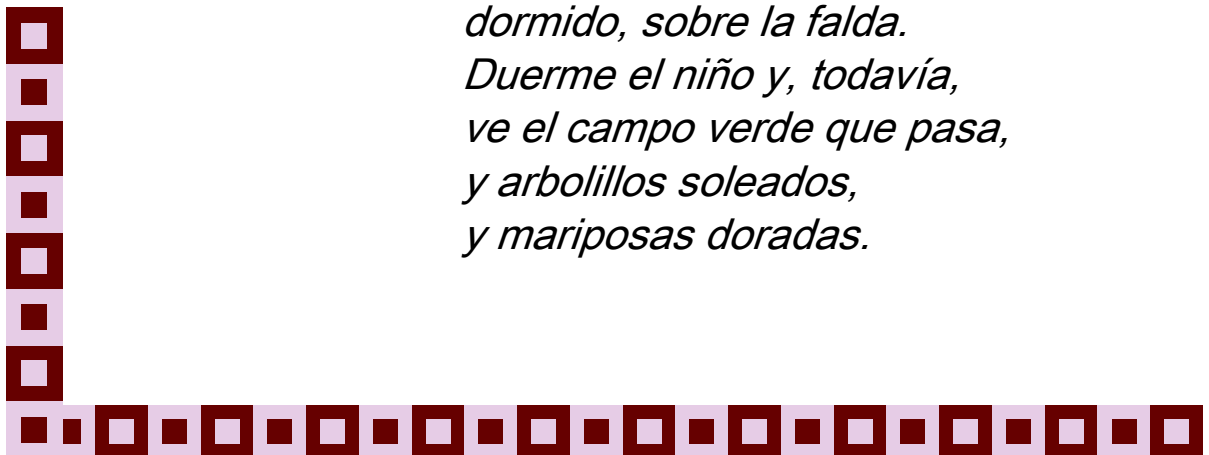 dormido, sobre la falda.
Duerme el niño y, todavía,
ve el campo verde que pasa,
y arbolillos soleados,
y mariposas doradas.